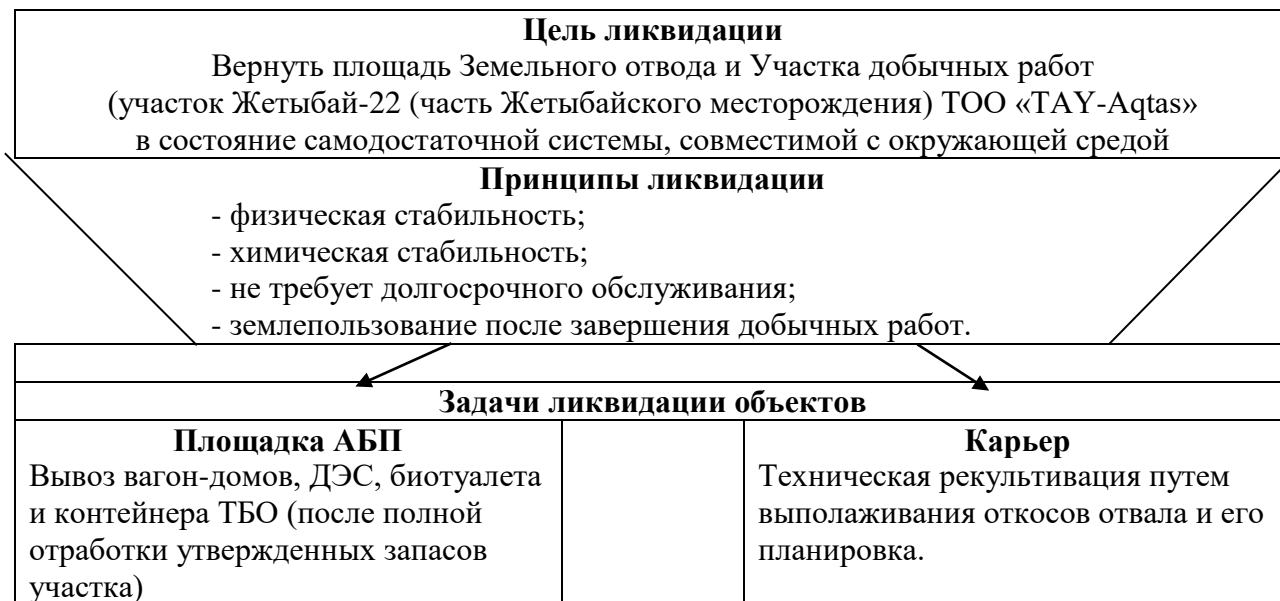 Цель ликвидации
Вернуть площадь Земельного отвода и Участка добычных работ
(участок Жетыбай-22 (часть Жетыбайского месторождения) ТОО «TAY-Aqtas»
в состояние самодостаточной системы, совместимой с окружающей средой
Принципы ликвидации
- физическая стабильность;
- химическая стабильность;
- не требует долгосрочного обслуживания;
- землепользование после завершения добычных работ.
Задачи ликвидации объектов
Площадка АБП
Вывоз вагон-домов, ДЭС, биотуалета
и контейнера ТБО (после полной
отработки утвержденных запасов
участка)
Карьер
Техническая рекультивация путем
выполаживания откосов отвала и его
планировка.